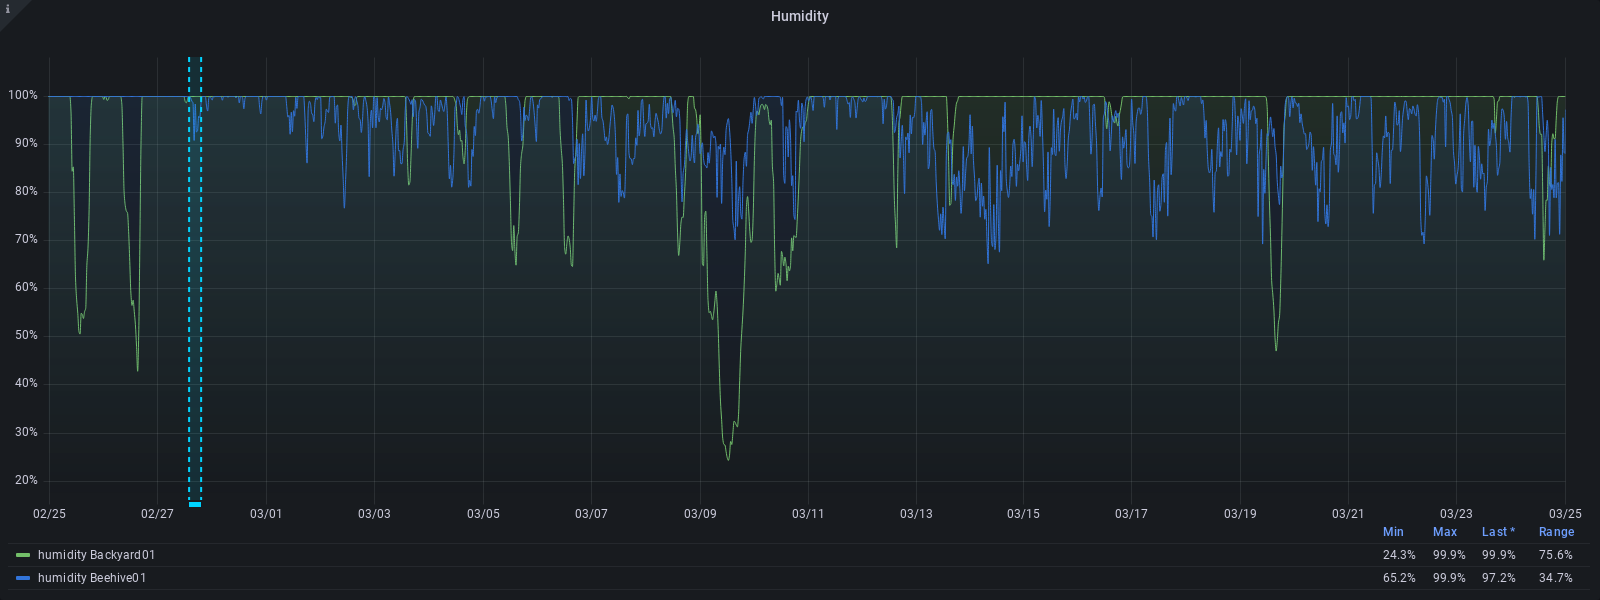 i
Humidity
100%
90%
80%
70%
60%
50%
40%
30%
20%
02/25 02/27 03/01 03/03 03/05 03/07 03/09 03/11 03/13 03/15 03/17 03/19 03/21 03/23 03/25
Min Max Last * Range
humidity Backyard01 24.3% 99.9% 99.9% 75.6%
humidity Beehive01 65.2% 99.9% 97.2% 34.7%